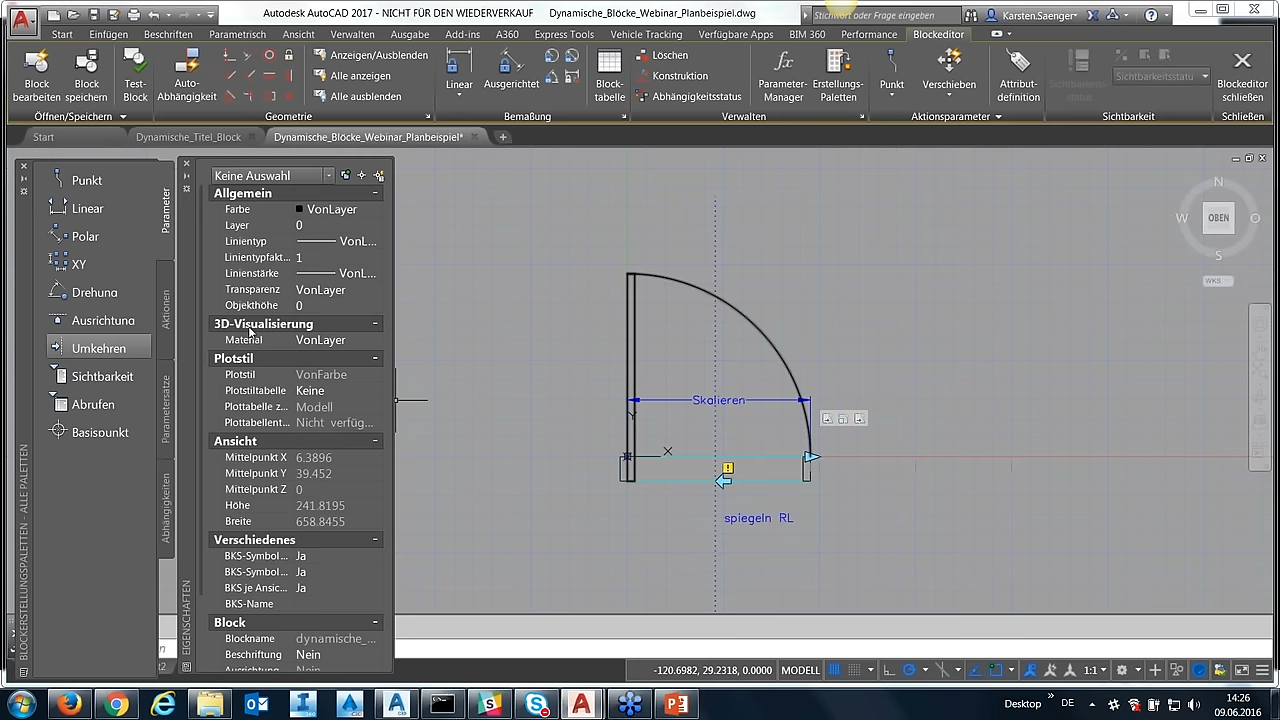 Autodesk AutoCAD 2017 - NICHT FÜR DEN WIEDERVERKAUF Dynamische_Blöcke_Webinar_Planbeispiel.dwg
Stichwort oder Frage eingeben
Karsten.Saenger
Start Einfügen Beschriften Parametrisch Ansicht Verwalten Ausgabe Add-ins A360 Express Tools Vehicle Tracking Verfügbare Apps BIM 360 Performance Blockeditor
Block bearbeiten
Block speichern
Test-Block
Auto-Abhängigkeit
Anzeigen/Ausblenden
Alle anzeigen
Alle ausblenden
Linear
Ausgerichtet
Block-tabelle
Löschen
Konstruktion
Abhängigkeitsstatus
Parameter-Manager
Erstellungs-Paletten
Punkt
Verschieben
Attribut-definition
Sichtbarkeitsstatu
Blockeditor schließen
Öffnen/Speichern Geometrie Bemaßung Verwalten Aktionsparameter Sichtbarkeit Schließen
Start Dynamische_Titel_Block Dynamische_Blöcke_Webinar_Planbeispiel*
Punkt
Linear
Polar
XY
Drehung
Ausrichtung
Umkehren
Sichtbarkeit
Abrufen
Basispunkt
Parameter
Aktionen
Parametersätze
Abhängigkeiten
BLOCKERSTELLUNGSPALETTEN - ALLE PALETTEN
EIGENSCHAFTEN
Keine Auswahl
Allgemein
Farbe VonLayer
Layer 0
Linientyp VonL...
Linientypfakt... 1
Linienstärke VonL...
Transparenz VonLayer
Objekthöhe 0
3D-Visualisierung
Material VonLayer
Plotstil
Plotstil VonFarbe
Plotstiltabelle Keine
Plottabelle z... Modell
Plottabellent... Nicht verfüg...
Ansicht
Mittelpunkt X 6.3896
Mittelpunkt Y 39.452
Mittelpunkt Z 0
Höhe 241.8195
Breite 658.8455
Verschiedenes
BKS-Symbol ... Ja
BKS-Symbol ... Ja
BKS je Ansic... Ja
BKS-Name
Block
Blockname dynamische_...
Beschriftung Nein
Skalieren
Y
X
spiegeln RL
N
W OBEN O
S
WKS
-120.6982, 29.2318, 0.0000 MODELL 1:1
Desktop » DE 14:26
09.06.2016